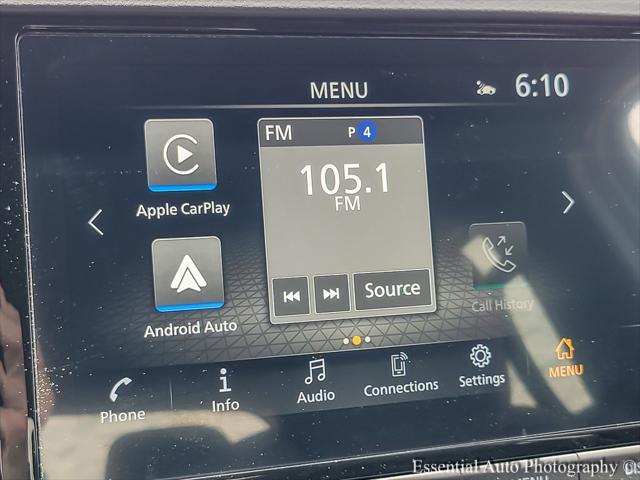 MENU
6:10
FM P 4
105.1
FM
Apple CarPlay
Android Auto
Source
Call History
Phone
Info
Audio
Connections
Settings
MENU
Essential Auto Photography
MENU